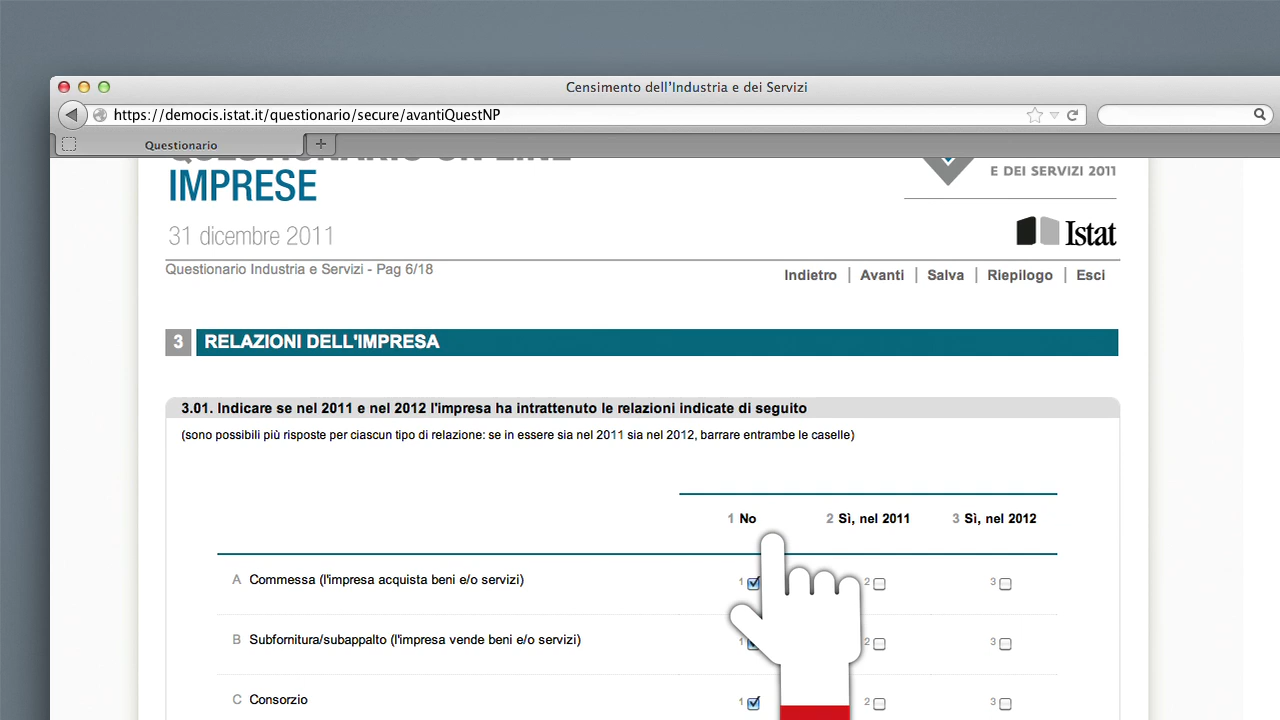 Censimento dell'Industria e dei Servizi
https://democis.istat.it/questionario/secure/avantiQuestNP
Questionario
QUESTIONARIO ON LINE
IMPRESE
E DEI SERVIZI 2011
31 dicembre 2011
Istat
Questionario Industria e Servizi - Pag 6/18
Indietro | Avanti | Salva | Riepilogo | Esci
3 RELAZIONI DELL'IMPRESA
3.01. Indicare se nel 2011 e nel 2012 l'impresa ha intrattenuto le relazioni indicate di seguito
(sono possibili più risposte per ciascun tipo di relazione: se in essere sia nel 2011 sia nel 2012, barrare entrambe le caselle)
1 No 2 Sì, nel 2011 3 Sì, nel 2012
A Commessa (l'impresa acquista beni e/o servizi) 1 2 3
B Subfornitura/subappalto (l'impresa vende beni e/o servizi) 1 2 3
C Consorzio 1 2 3